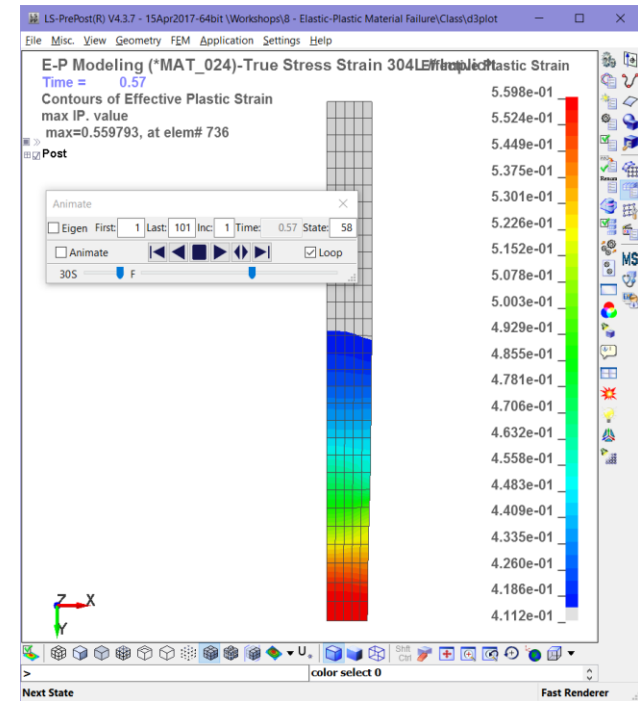 LS-PrePost(R) V4.3.7 - 15Apr2017-64bit \Workshops\8 - Elastic-Plastic Material Failure\Class\d3plot
File Misc. View Geometry FEM Application Settings Help
E-P Modeling (*MAT_024)-True Stress Strain 304L
Effective Plastic Strain
Time = 0.57
Contours of Effective Plastic Strain
max IP. value
max=0.559793, at elem# 736
Post
Animate
Eigen First: 1 Last: 101 Inc: 1 Time: 0.57 State: 58
Animate Loop
30S F
5.598e-01
5.524e-01
5.449e-01
5.375e-01
5.301e-01
5.226e-01
5.152e-01
5.078e-01
5.003e-01
4.929e-01
4.855e-01
4.781e-01
4.706e-01
4.632e-01
4.558e-01
4.483e-01
4.409e-01
4.335e-01
4.260e-01
4.186e-01
4.112e-01
MS
Z X
Y
U.
Shft
Ctrl
>
color select 0
Next State
Fast Renderer